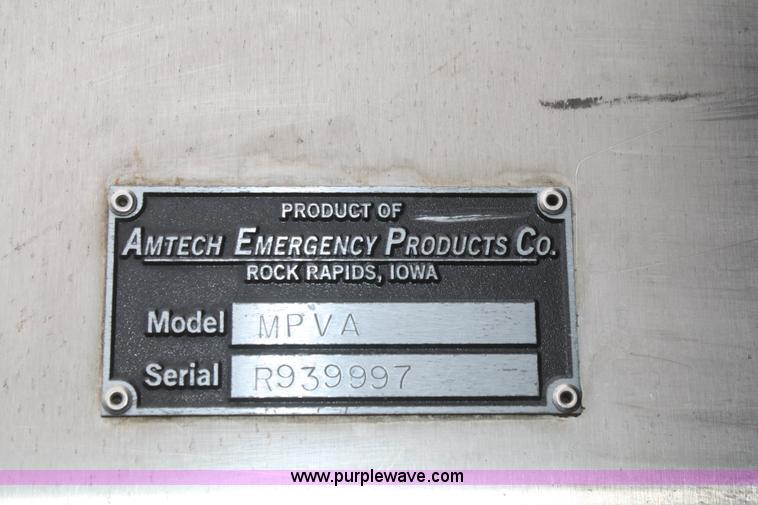 PRODUCT OF
AMTECH EMERGENCY PRODUCTS CO.
ROCK RAPIDS, IOWA
Model MPVA
Serial R939997
www.purplewave.com